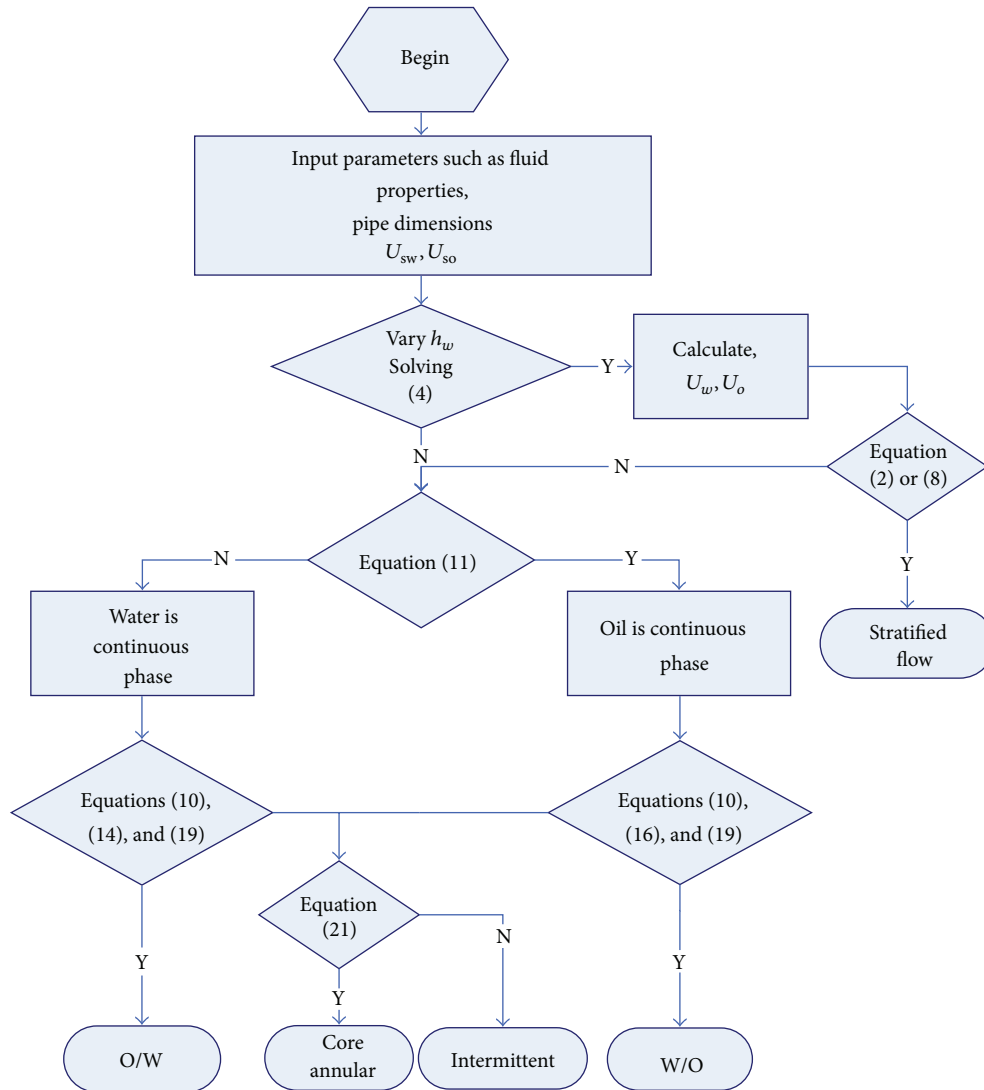 Begin
Input parameters such as fluid
properties,
pipe dimensions
U_sw, U_so
Vary h_w
Solving
(4)
Y
Calculate,
U_w, U_o
N
N
Equation
(2) or (8)
Y
N
Equation (11)
Y
Water is
continuous
phase
Oil is continuous
phase
Stratified
flow
Equations (10),
(14), and (19)
Equations (10),
(16), and (19)
Equation
(21)
N
Y
Y
Y
O/W
Core
annular
Intermittent
W/O